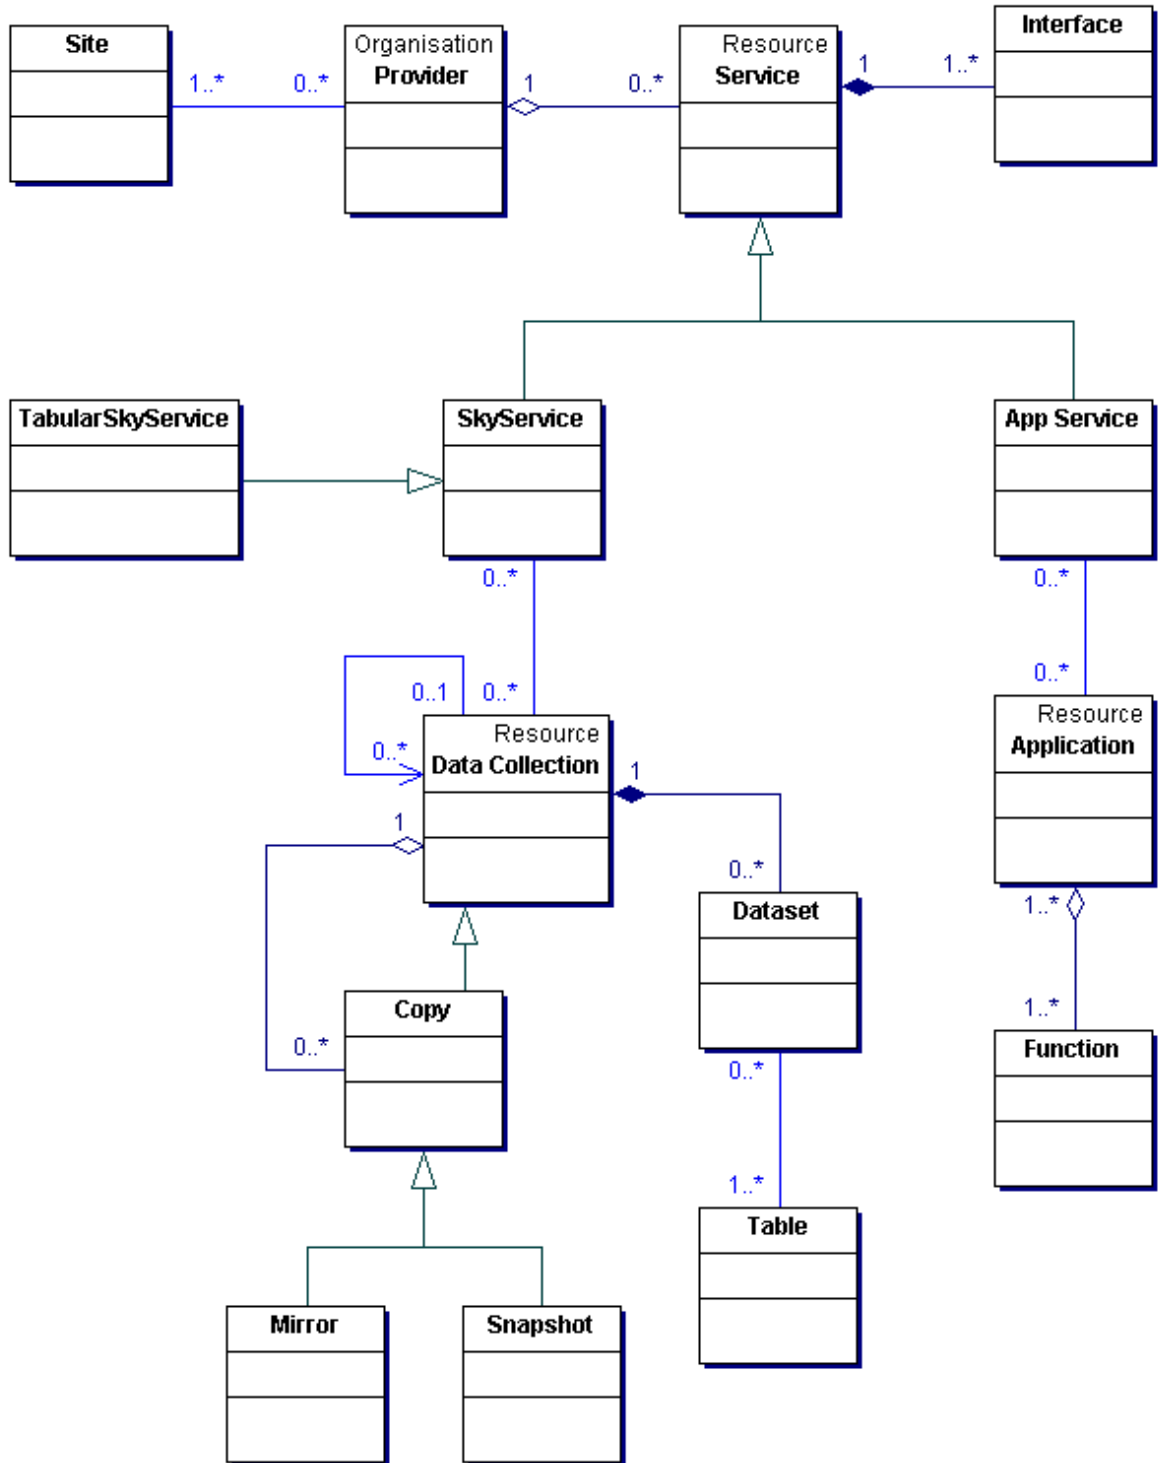 Site
Organisation
Provider
Resource
Service
Interface
1..*
0..*
1
0..*
1
1..*
TabularSkyService
SkyService
App Service
0..*
0..*
0..1
0..*
0..*
0..*
Resource
Data Collection
Resource
Application
1
1
0..*
Dataset
1..*
Copy
0..*
1..*
Function
0..*
1..*
Table
Mirror
Snapshot